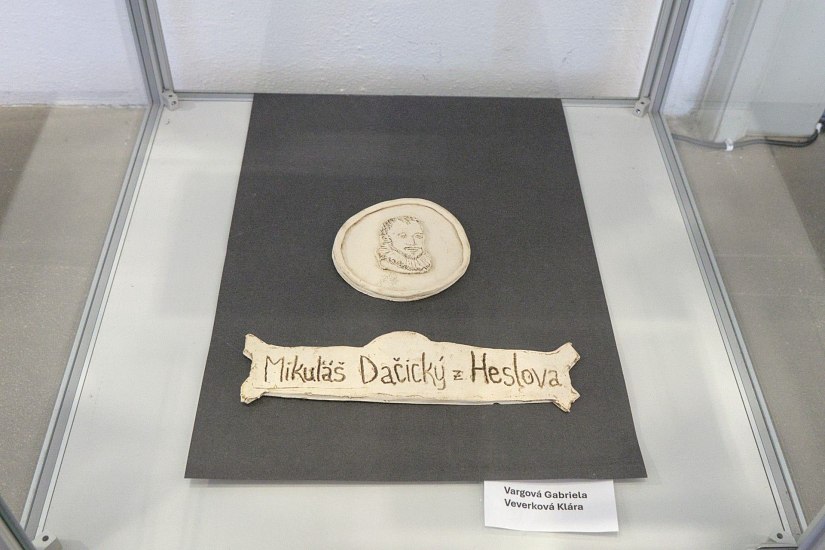 Mikuláš Dačický z Heslova
Vargová Gabriela
Veverková Klára